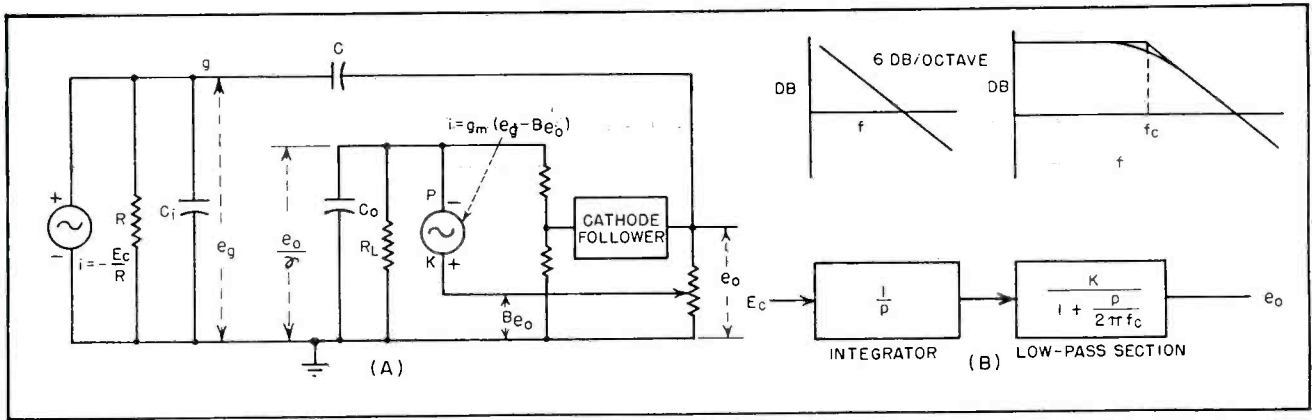 C
g
i=gm (eg-Beo)
+
-
R
i=-Ec/R
Ci
eg
eo/γ
Co
RL
P
-
K
+
CATHODE
FOLLOWER
Beo
eo
(A)
DB
f
6 DB/OCTAVE
DB
fc
f
Ec
1/P
INTEGRATOR
K
1 + P/2πfc
LOW-PASS SECTION
eo
(B)